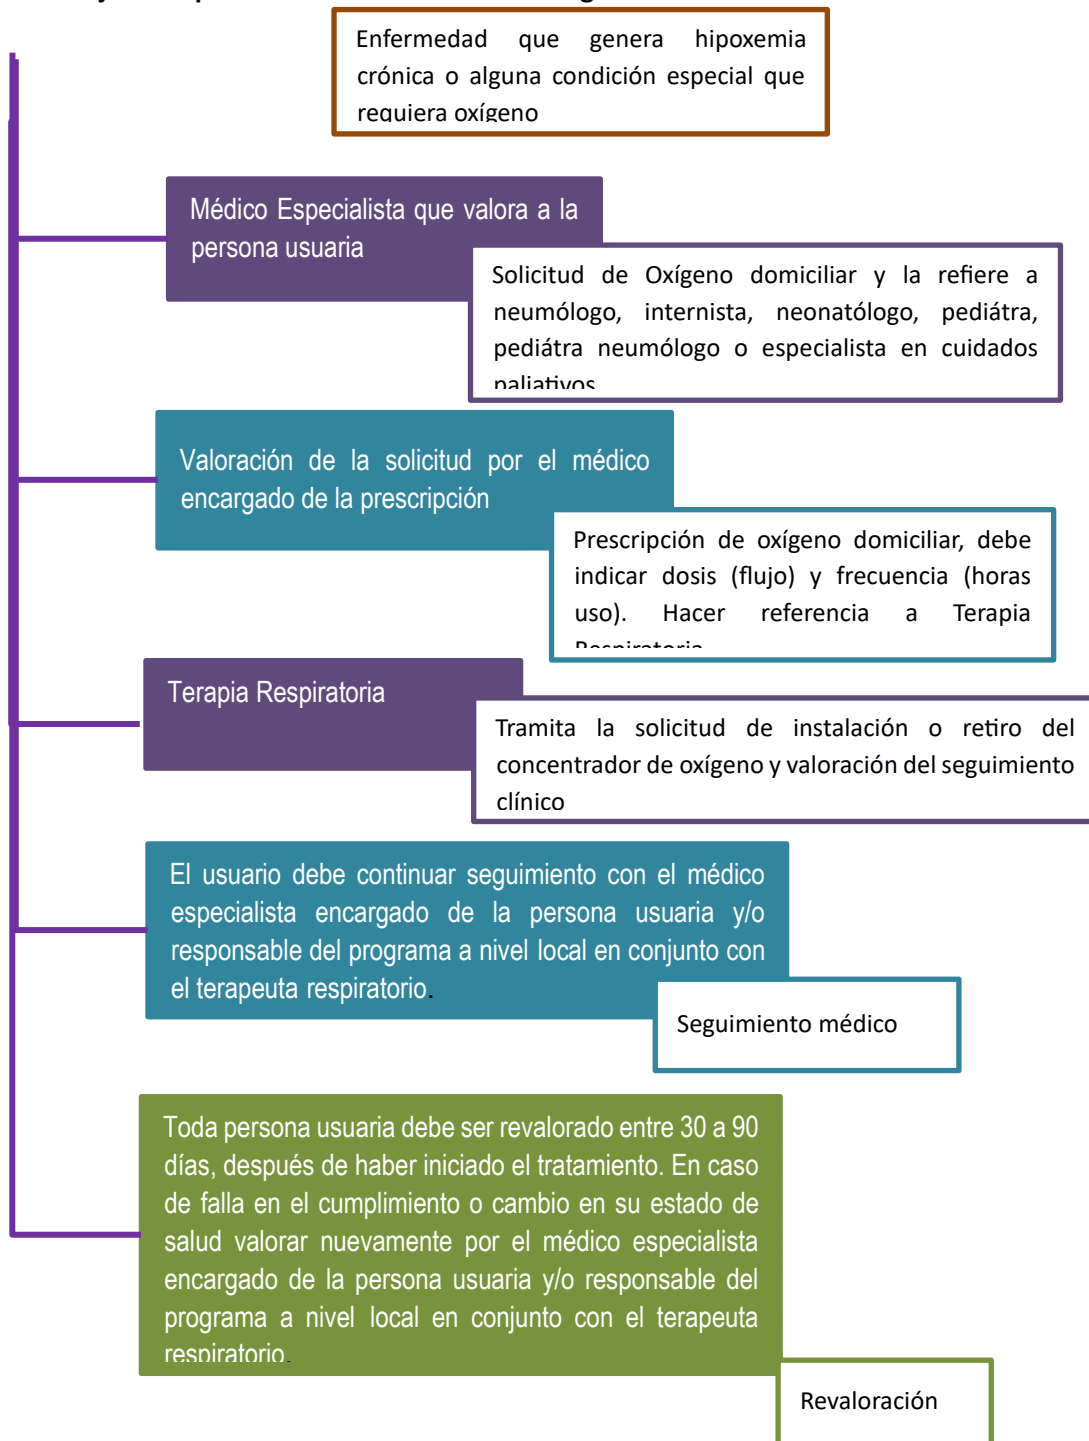 Enfermedad que genera hipoxemia
crónica o alguna condición especial que
requiera oxígeno
Médico Especialista que valora a la
persona usuaria
Solicitud de Oxígeno domiciliar y la refiere a
neumólogo, internista, neonatólogo, pediátra,
pediátra neumólogo o especialista en cuidados
paliativos
Valoración de la solicitud por el médico
encargado de la prescripción
Prescripción de oxígeno domiciliar, debe
indicar dosis (flujo) y frecuencia (horas
uso). Hacer referencia a Terapia
Respiratoria
Terapia Respiratoria
Tramita la solicitud de instalación o retiro del
concentrador de oxígeno y valoración del seguimiento
clínico
El usuario debe continuar seguimiento con el médico
especialista encargado de la persona usuaria y/o
responsable del programa a nivel local en conjunto con
el terapeuta respiratorio.
Seguimiento médico
Toda persona usuaria debe ser revalorado entre 30 a 90
días, después de haber iniciado el tratamiento. En caso
de falla en el cumplimiento o cambio en su estado de
salud valorar nuevamente por el médico especialista
encargado de la persona usuaria y/o responsable del
programa a nivel local en conjunto con el terapeuta
respiratorio.
Revaloración